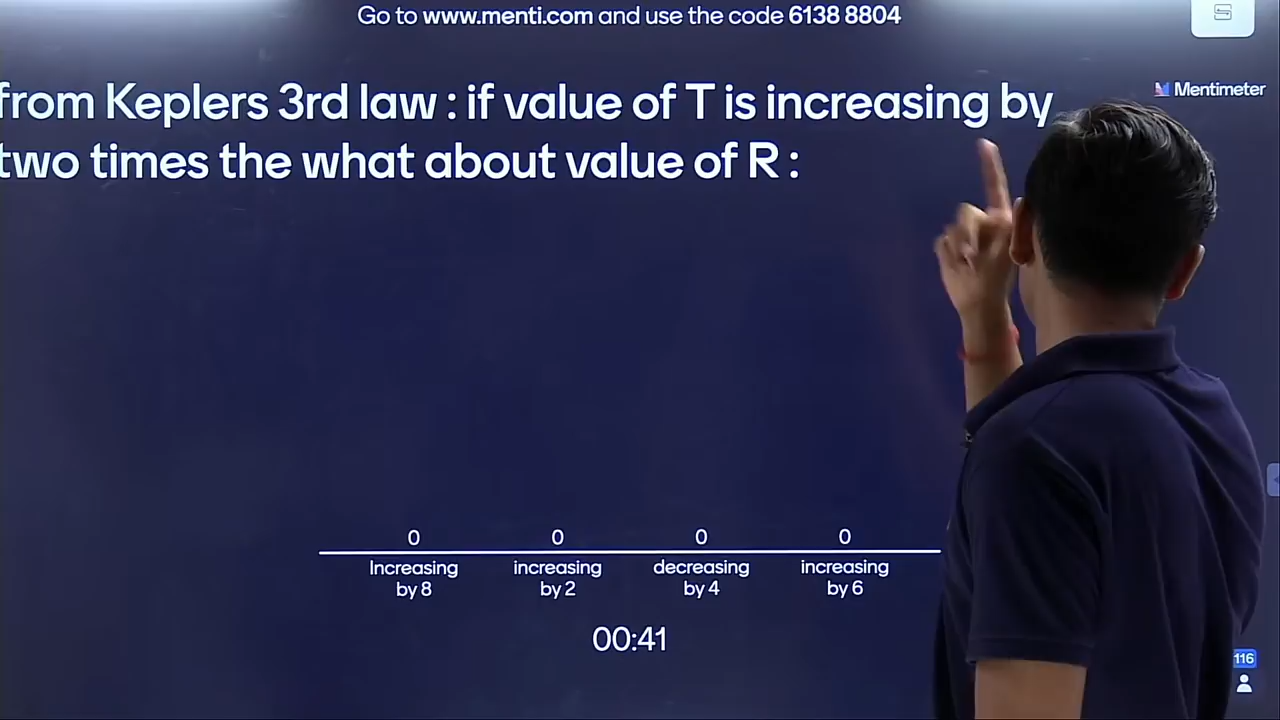 Go to www.menti.com and use the code 6138 8804
Mentimeter
from Keplers 3rd law : if value of T is increasing by
two times the what about value of R :
0
0
0
0
Increasing
by 8
increasing
by 2
decreasing
by 4
increasing
by 6
00:41
116